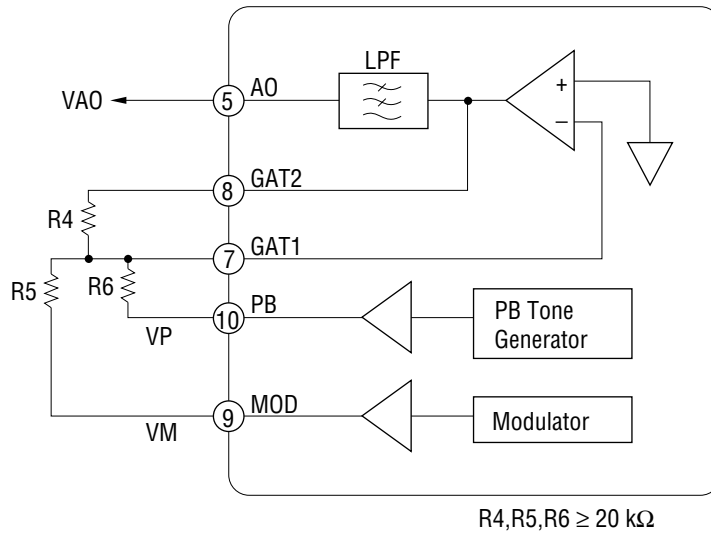 LPF
VAO
5
AO
+
−
8
GAT2
R4
7
GAT1
R5
R6
10
PB
VP
PB Tone
Generator
9
MOD
VM
Modulator
R4,R5,R6 ≥ 20 kΩ